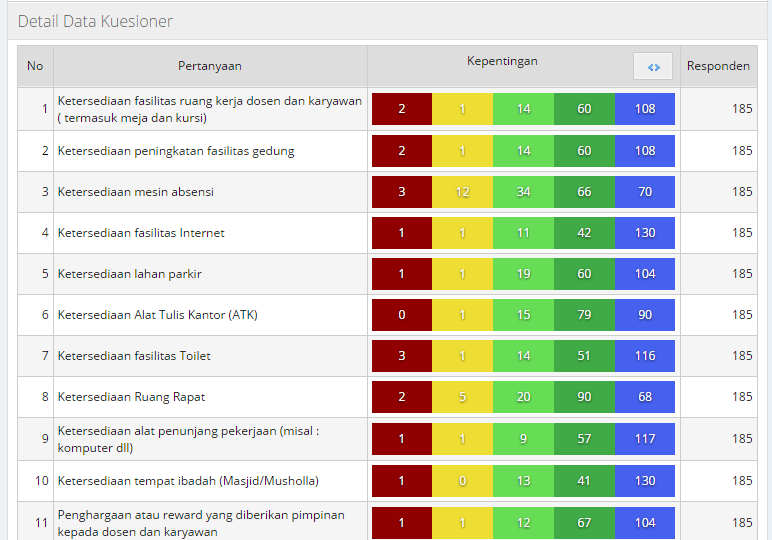 Detail Data Kuesioner
No Pertanyaan Kepentingan <> Responden
1 Ketersediaan fasilitas ruang kerja dosen dan karyawan
( termasuk meja dan kursi) 2 1 14 60 108 185
2 Ketersediaan peningkatan fasilitas gedung 2 1 14 60 108 185
3 Ketersediaan mesin absensi 3 12 34 66 70 185
4 Ketersediaan fasilitas Internet 1 1 11 42 130 185
5 Ketersediaan lahan parkir 1 1 19 60 104 185
6 Ketersediaan Alat Tulis Kantor (ATK) 0 1 15 79 90 185
7 Ketersediaan fasilitas Toilet 3 1 14 51 116 185
8 Ketersediaan Ruang Rapat 2 5 20 90 68 185
9 Ketersediaan alat penunjang pekerjaan (misal :
komputer dll) 1 1 9 57 117 185
10 Ketersediaan tempat ibadah (Masjid/Musholla) 1 0 13 41 130 185
11 Penghargaan atau reward yang diberikan pimpinan
kepada dosen dan karyawan 1 1 12 67 104 185